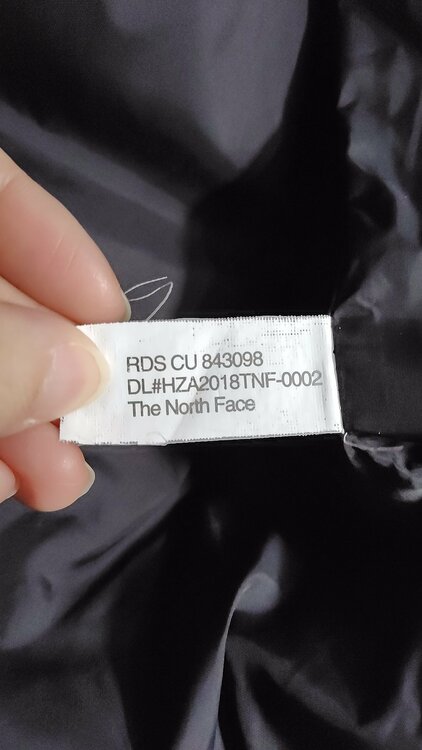 RDS CU 843098
DL#HZA2018TNF-0002
The North Face